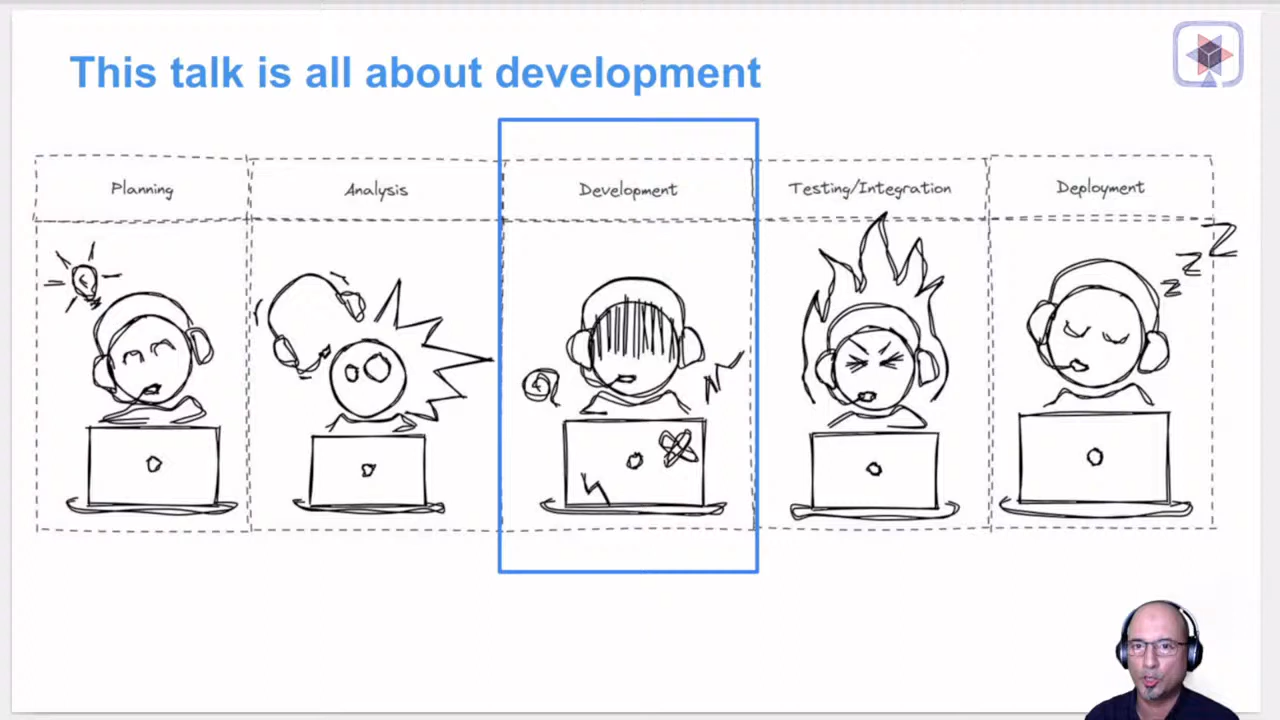 This talk is all about development
Planning
Analysis
Development
Testing/Integration
Deployment
z z Z